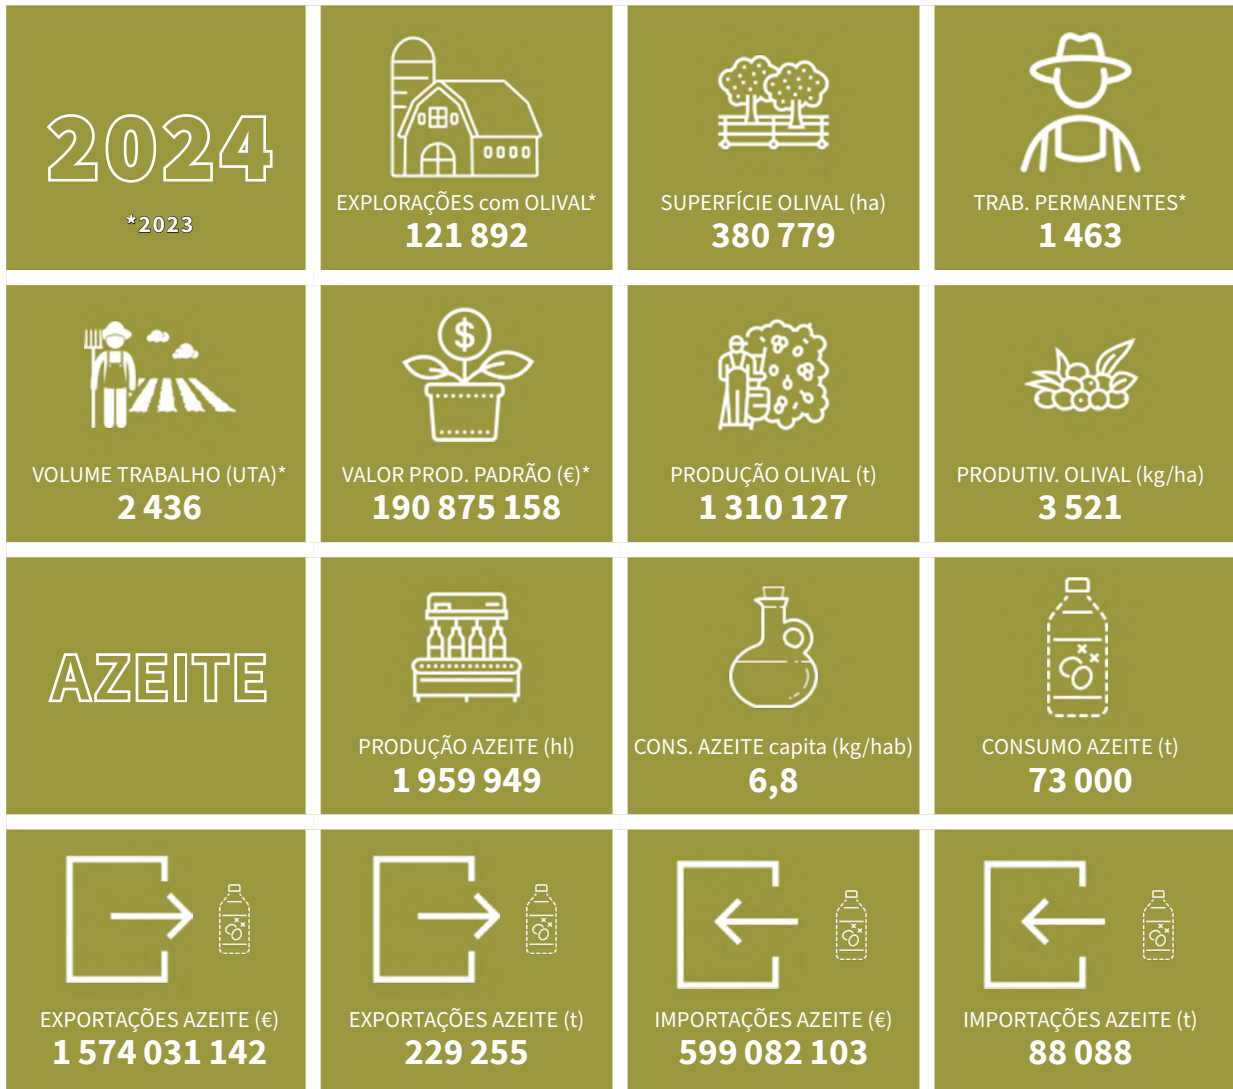 2024
*2023
EXPLORAÇÕES com OLIVAL*
121 892
SUPERFÍCIE OLIVAL (ha)
380 779
TRAB. PERMANENTES*
1 463
VOLUME TRABALHO (UTA)*
2 436
$
VALOR PROD. PADRÃO (€)*
190 875 158
PRODUÇÃO OLIVAL (t)
1 310 127
PRODUTIV. OLIVAL (kg/ha)
3 521
AZEITE
PRODUÇÃO AZEITE (hl)
1 959 949
CONS. AZEITE capita (kg/hab)
6,8
CONSUMO AZEITE (t)
73 000
EXPORTAÇÕES AZEITE (€)
1 574 031 142
EXPORTAÇÕES AZEITE (t)
229 255
IMPORTAÇÕES AZEITE (€)
599 082 103
IMPORTAÇÕES AZEITE (t)
88 088